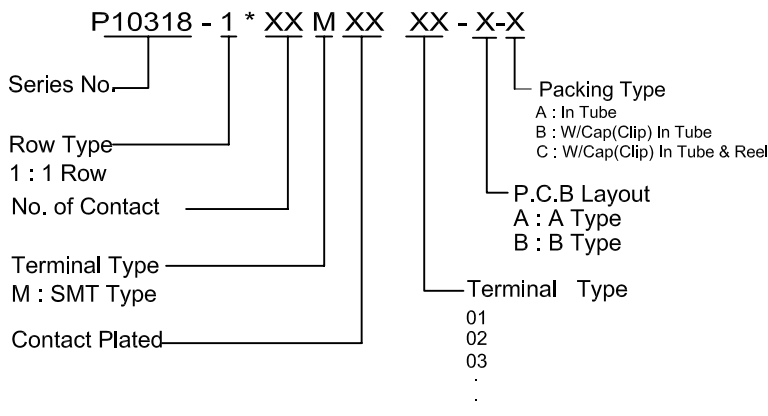 P10318 - 1 * XX M XX XX - X-X
Series No.
Row Type
1 : 1 Row
No. of Contact
Terminal Type
M : SMT Type
Contact Plated
Packing Type
A : In Tube
B : W/Cap(Clip) In Tube
C : W/Cap(Clip) In Tube & Reel
P.C.B Layout
A : A Type
B : B Type
Terminal Type
01
02
03
.
.